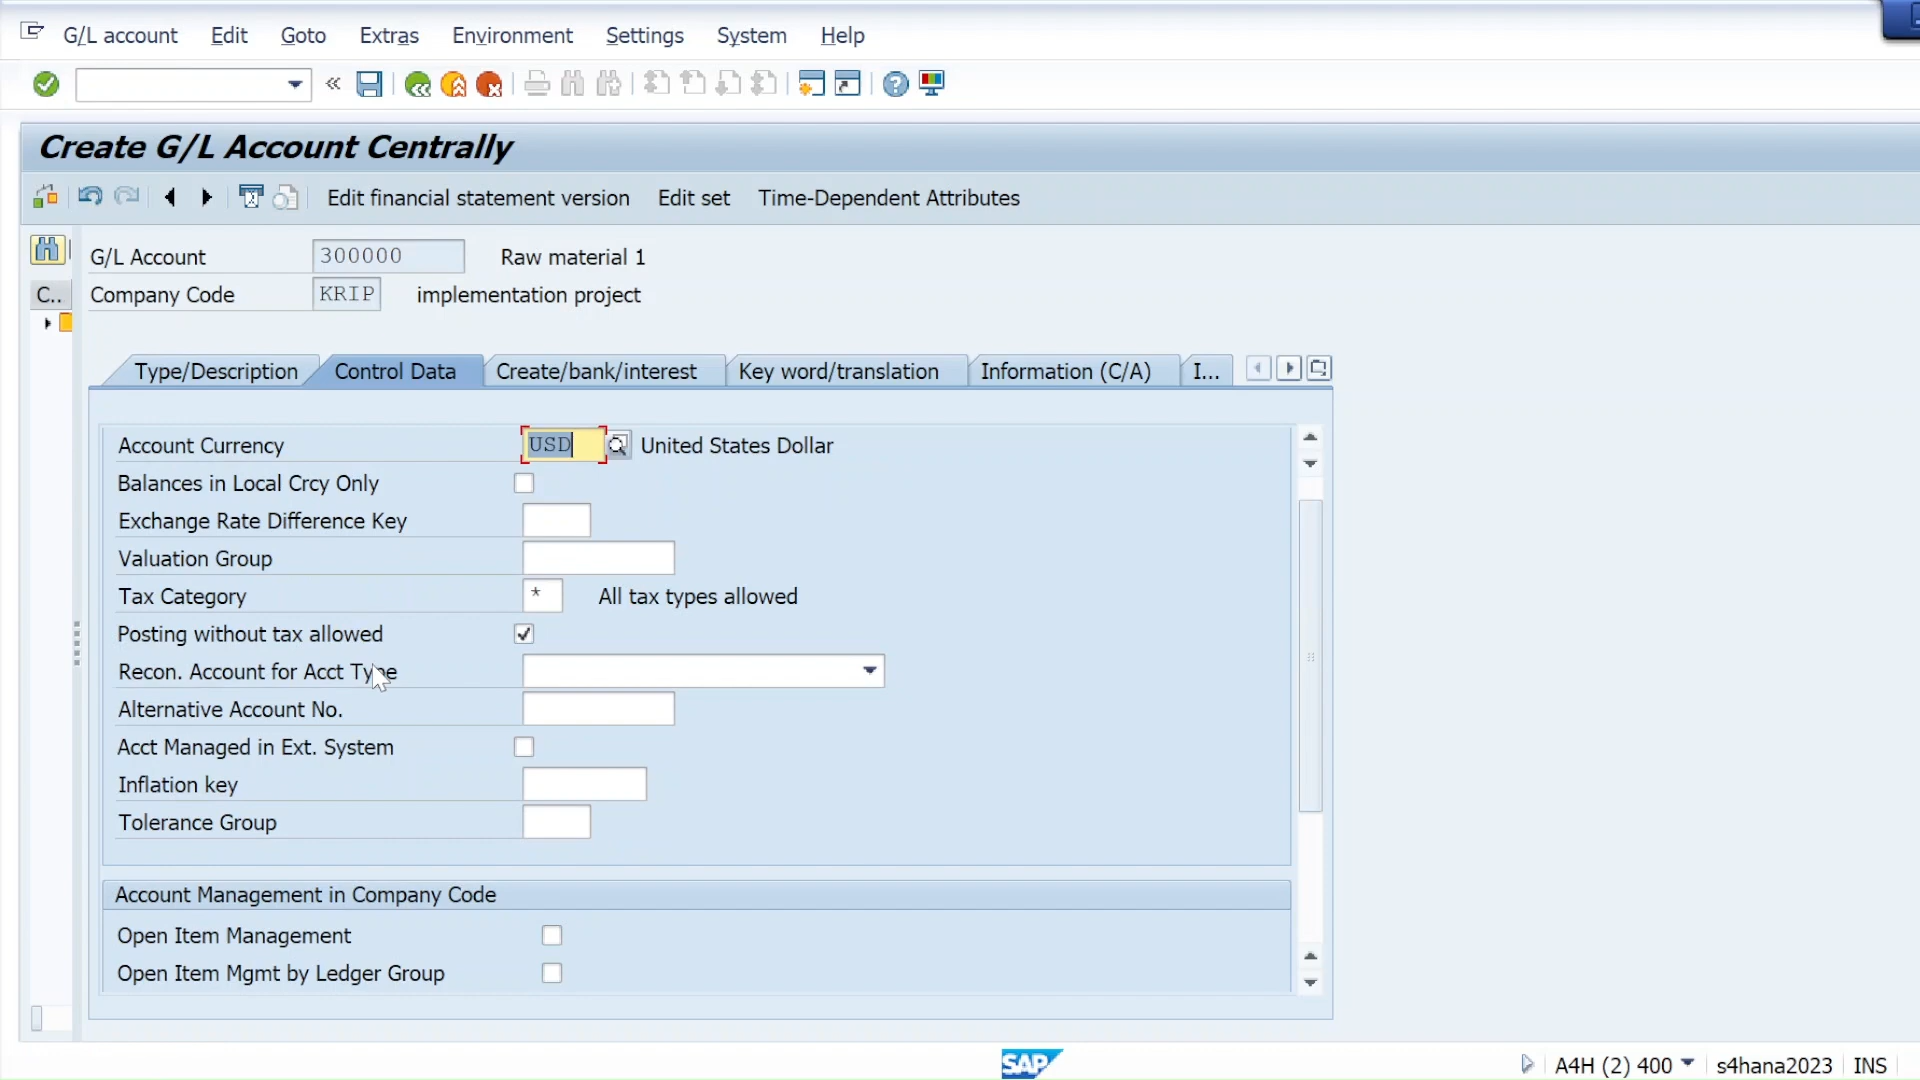 G/L account Edit Goto Extras Environment Settings System Help
Create G/L Account Centrally
Edit financial statement version Edit set Time-Dependent Attributes
G/L Account 300000 Raw material 1
C..
Company Code KRIP implementation project
Type/Description Control Data Create/bank/interest Key word/translation Information (C/A) I...
Account Currency USD United States Dollar
Balances in Local Crcy Only
Exchange Rate Difference Key
Valuation Group
Tax Category * All tax types allowed
Posting without tax allowed
Recon. Account for Acct Type
Alternative Account No.
Acct Managed in Ext. System
Inflation key
Tolerance Group
Account Management in Company Code
Open Item Management
Open Item Mgmt by Ledger Group
SAP A4H (2) 400 s4hana2023 INS